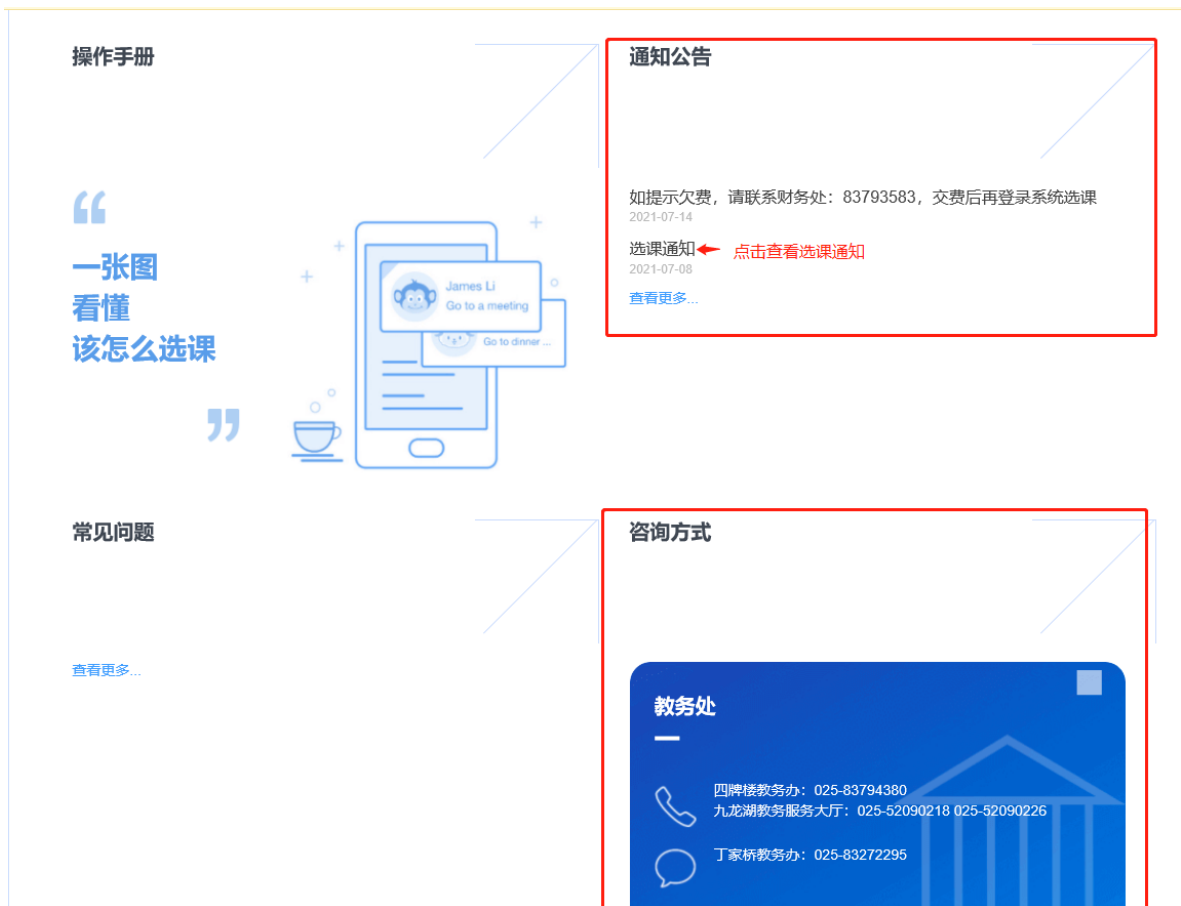 操作手册
“
一张图
看懂
该怎么选课
”
James Li
Go to a meeting
Go to dinner ...
通知公告
如提示欠费，请联系财务处：83793583，交费后再登录系统选课
2021-07-14
选课通知 点击查看选课通知
2021-07-08
查看更多...
常见问题
查看更多...
咨询方式
教务处
四牌楼教务办：025-83794380
九龙湖教务服务大厅：025-52090218 025-52090226
丁家桥教务办：025-83272295